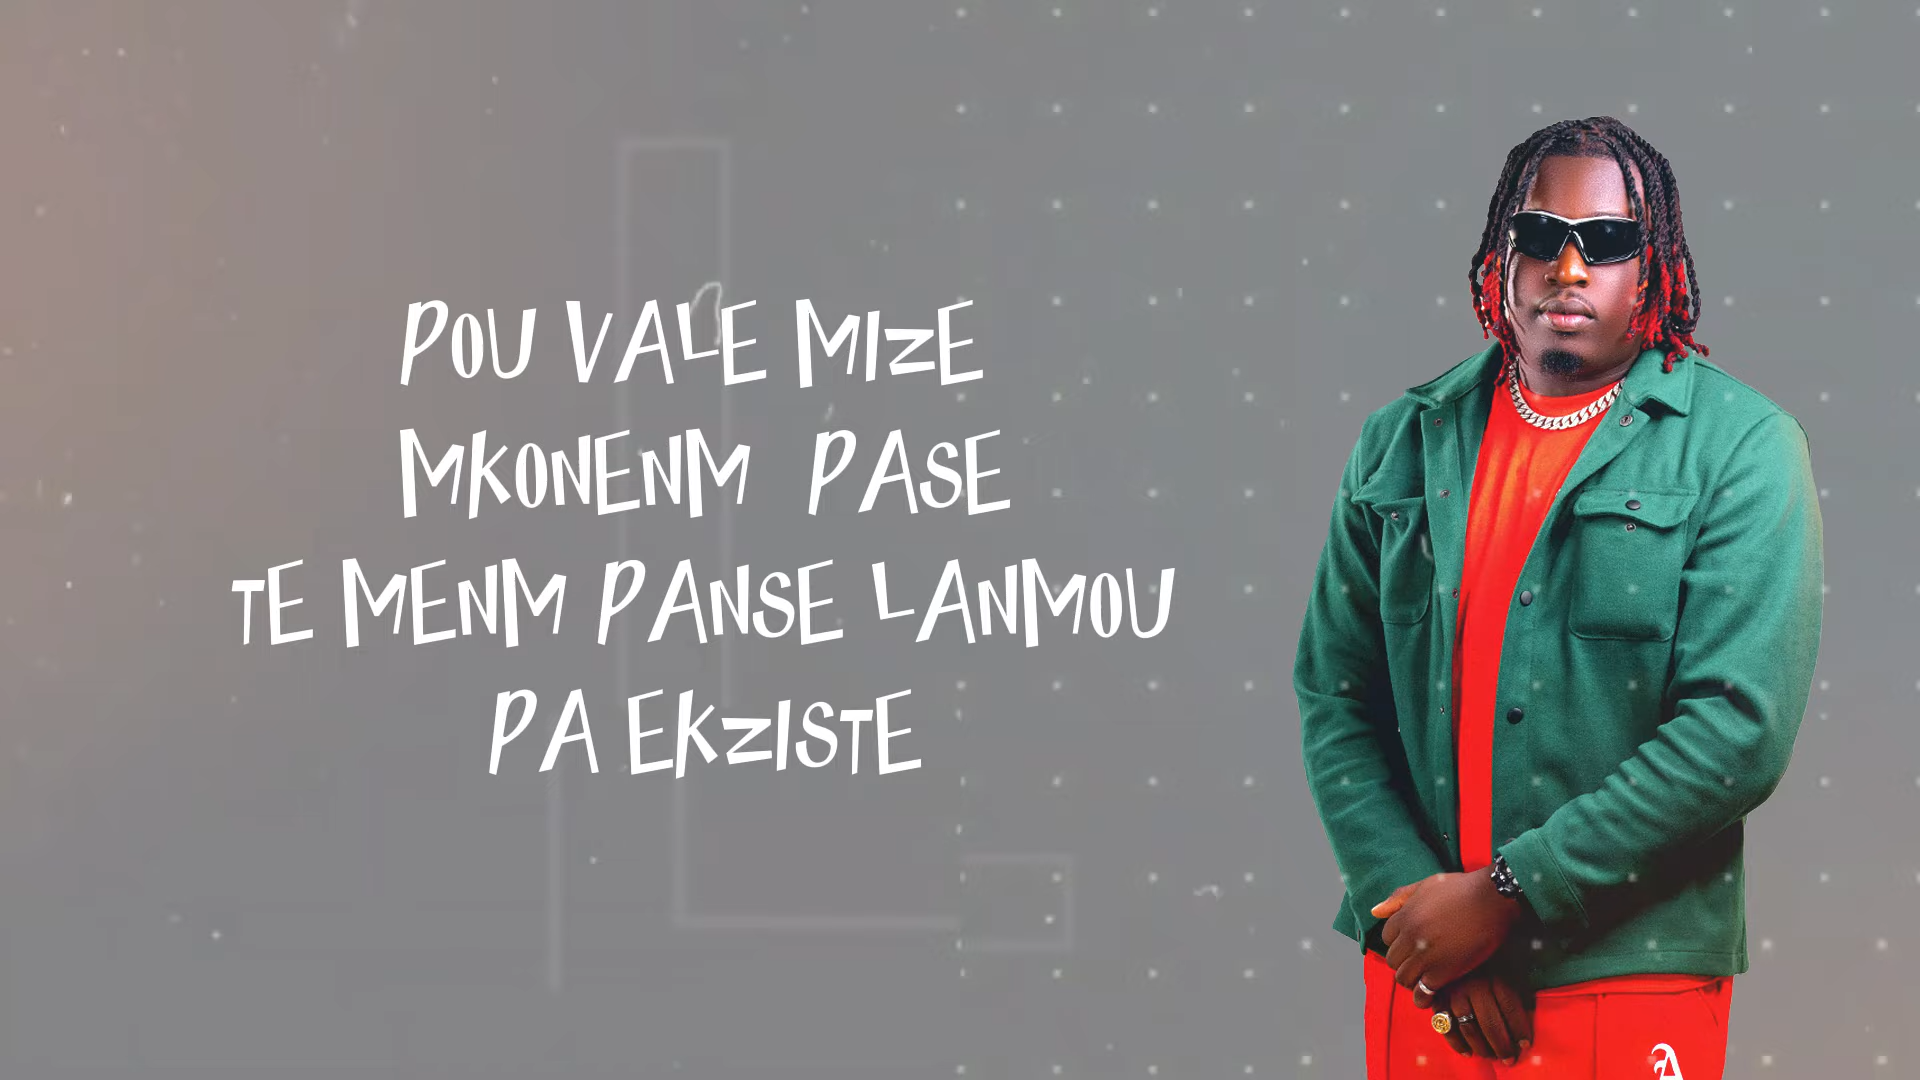 POU VALE MIZE
MKONENM PASE
TE MENM PANSE LANMOU
PA EKZISTE
A